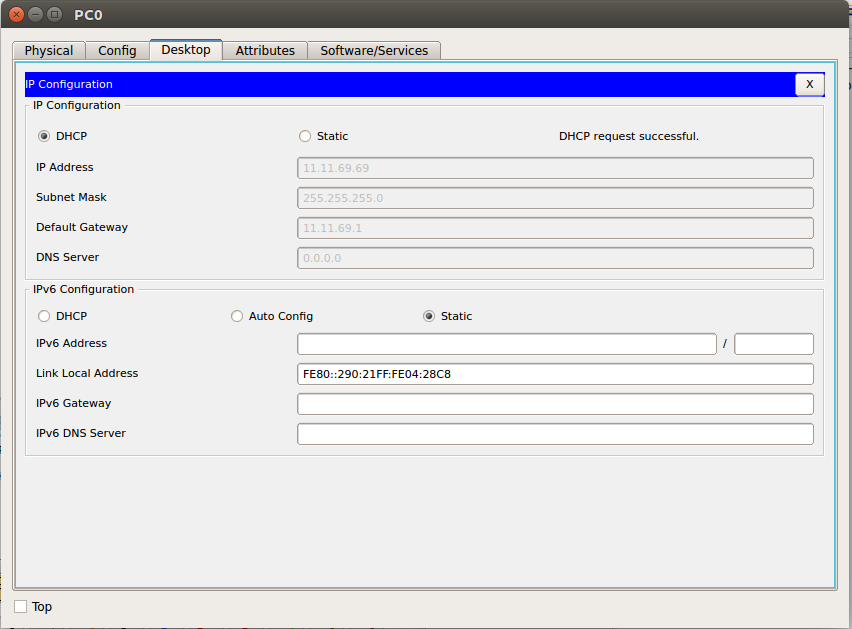 PC0
Physical Config Desktop Attributes Software/Services
IP Configuration X
IP Configuration
DHCP Static DHCP request successful.
IP Address 11.11.69.69
Subnet Mask 255.255.255.0
Default Gateway 11.11.69.1
DNS Server 0.0.0.0
IPv6 Configuration
DHCP Auto Config Static
IPv6 Address /
Link Local Address FE80::290:21FF:FE04:28C8
IPv6 Gateway
IPv6 DNS Server
Top